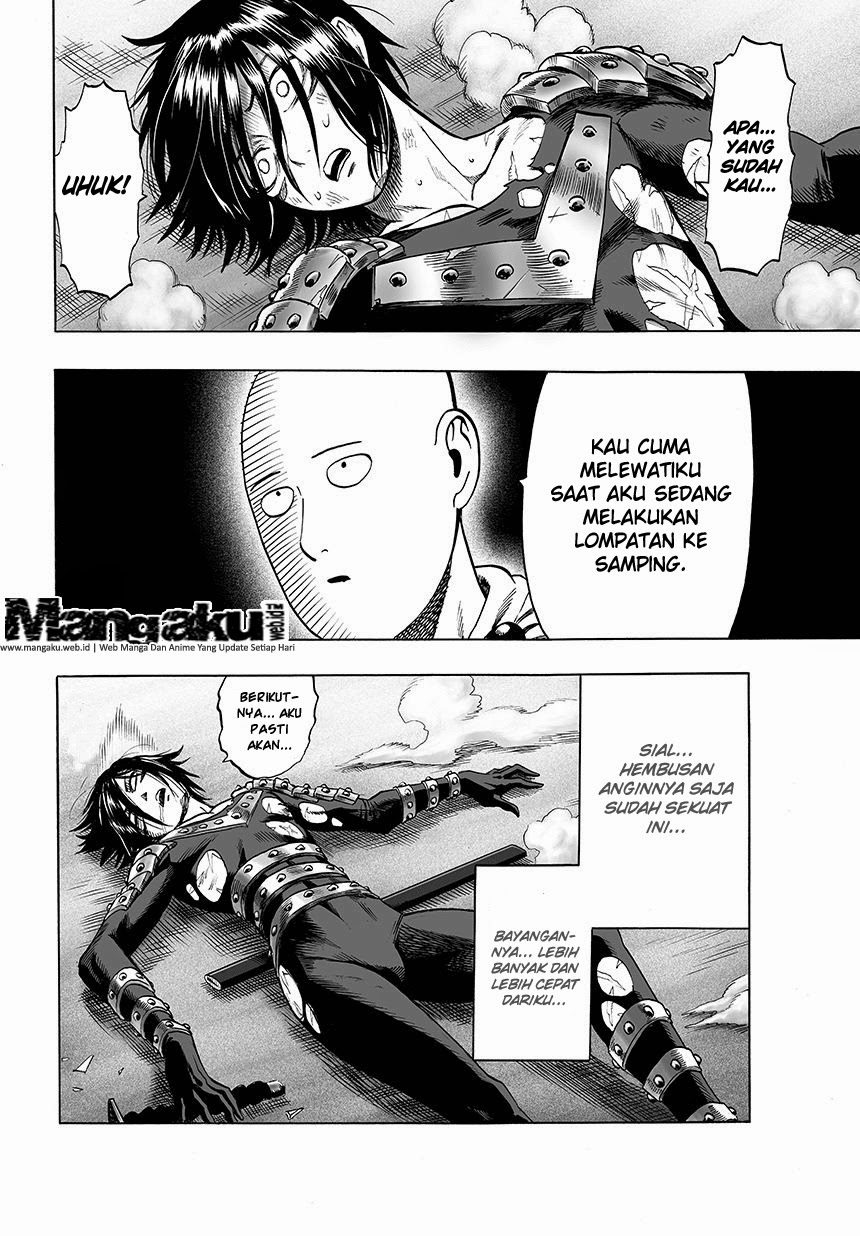 APA...
YANG
SUDAH
KAU...
UHUK!
KAU CUMA
MELEWATIKU
SAAT AKU SEDANG
MELAKUKAN
LOMPATAN KE
SAMPING.
Mangaku
WEB.ID
www.mangaku.web.id | Web Manga Dan Anime Yang Update Setiap Hari
SIAL...
HEMBUSAN
ANGINNYA SAJA
SUDAH SEKUAT
INI...
BAYANGAN-
NYA... LEBIH
BANYAK DAN
LEBIH CEPAT
DARIKU...
BERIKUT-
NYA... AKU
PASTI
AKAN...